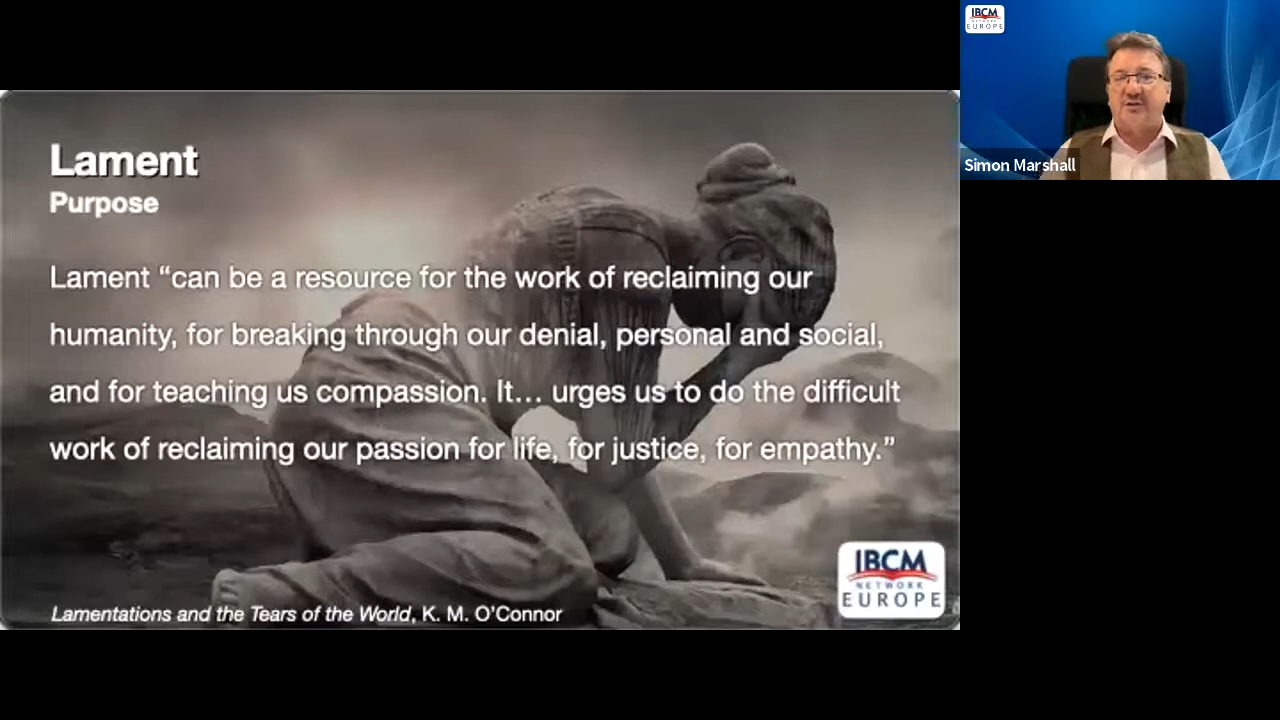 Lament
Purpose
Lament “can be a resource for the work of reclaiming our
humanity, for breaking through our denial, personal and social,
and for teaching us compassion. It… urges us to do the difficult
work of reclaiming our passion for life, for justice, for empathy.”
Lamentations and the Tears of the World, K. M. O’Connor
IBCM
NETWORK
EUROPE
IBCM
NETWORK
EUROPE
Simon Marshall